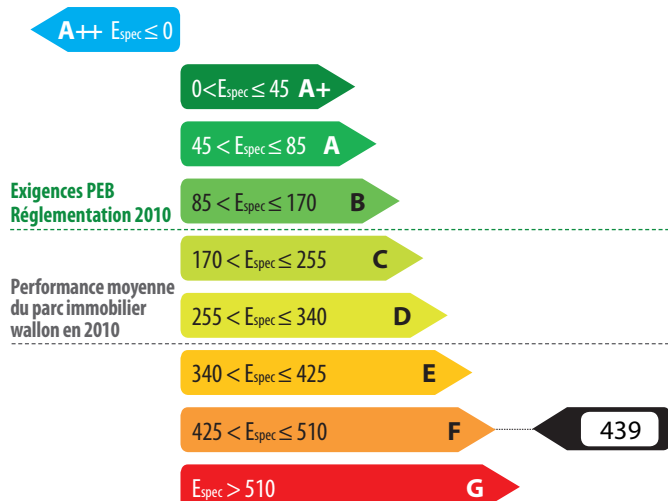 A++ Espec ≤ 0
0 < Espec ≤ 45 A+
45 < Espec ≤ 85 A
Exigences PEB
Réglementation 2010
85 < Espec ≤ 170 B
170 < Espec ≤ 255 C
Performance moyenne
du parc immobilier
wallon en 2010
255 < Espec ≤ 340 D
340 < Espec ≤ 425 E
425 < Espec ≤ 510 F 439
Espec > 510 G